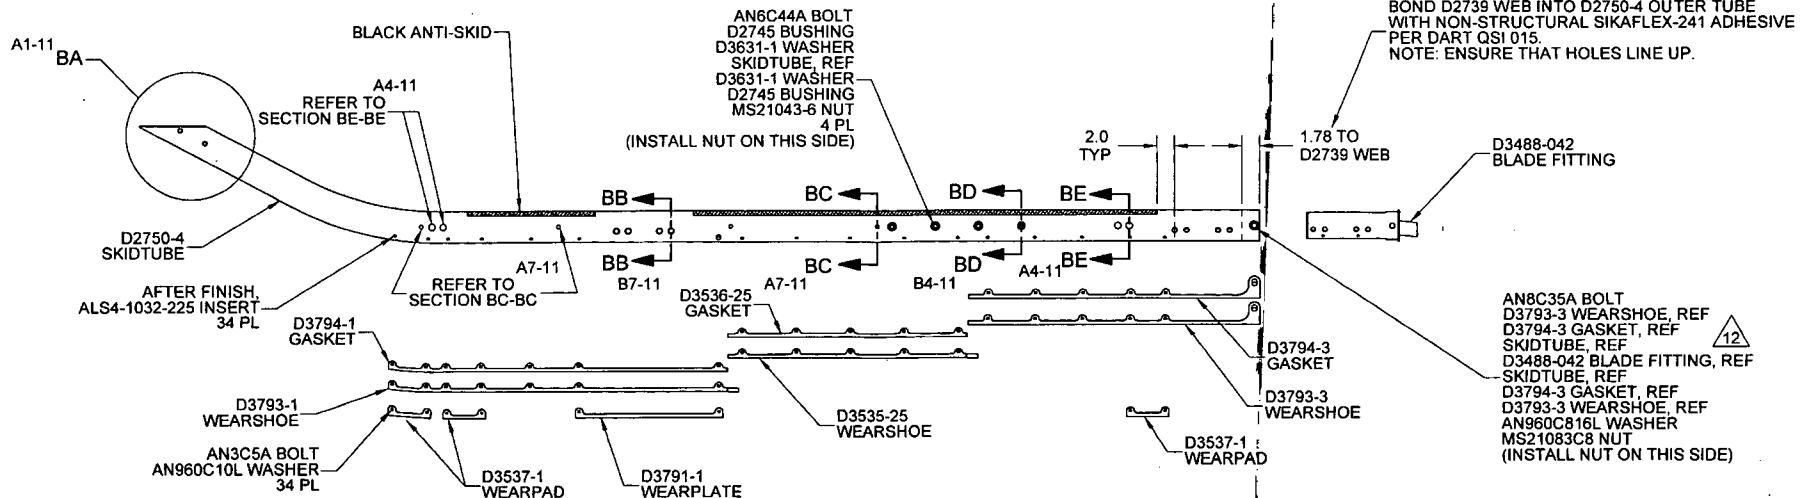 BOND D2739 WEB INTO D2750-4 OUTER TUBE
WITH NON-STRUCTURAL SIKAFLEX-241 ADHESIVE
PER DART QSI 015.
NOTE: ENSURE THAT HOLES LINE UP.
AN6C44A BOLT
D2745 BUSHING
D3631-1 WASHER
SKIDTUBE, REF
D3631-1 WASHER
D2745 BUSHING
MS21043-6 NUT
4 PL
(INSTALL NUT ON THIS SIDE)
BLACK ANTI-SKID
A1-11
BA
A4-11
REFER TO
SECTION BE-BE
2.0
TYP
1.78 TO
D2739 WEB
D3488-042
BLADE FITTING
BB
BC
BD
BE
D2750-4
SKIDTUBE
BB
BC
BD
BE
A7-11
B7-11
A7-11
B4-11
A4-11
REFER TO
SECTION BC-BC
AFTER FINISH,
ALS4-1032-225 INSERT
34 PL
D3794-1
GASKET
D3536-25
GASKET
D3794-3
GASKET
D3793-1
WEARSHOE
D3535-25
WEARSHOE
D3793-3
WEARSHOE
AN3C5A BOLT
AN960C10L WASHER
34 PL
D3537-1
WEARPAD
D3791-1
WEARPLATE
D3537-1
WEARPAD
AN8C35A BOLT
D3793-3 WEARSHOE, REF
D3794-3 GASKET, REF
SKIDTUBE, REF
D3488-042 BLADE FITTING, REF
SKIDTUBE, REF
D3794-3 GASKET, REF
D3793-3 WEARSHOE, REF
AN960C816L WASHER
MS21083C8 NUT
(INSTALL NUT ON THIS SIDE)
12